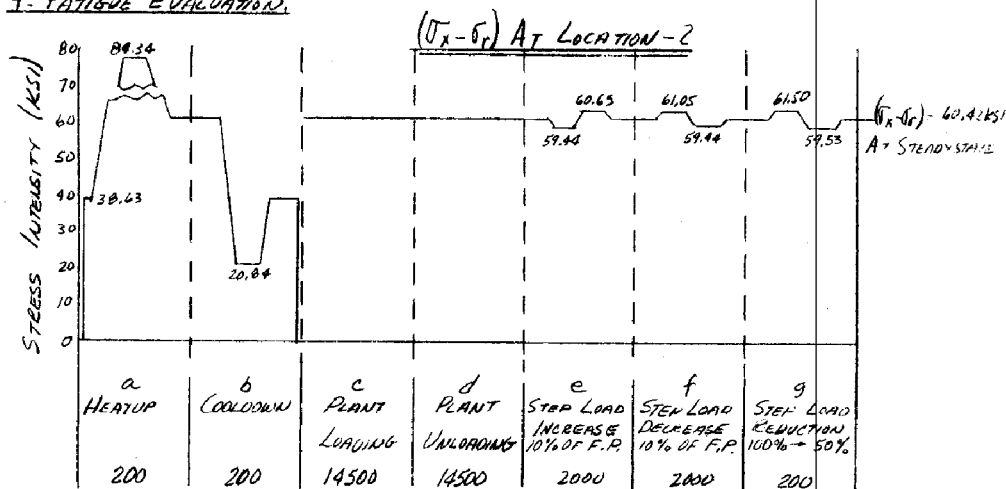 I- FATIGUE EVALUATION.
(σx-σr) AT LOCATION-2
STRESS INTENSITY (KSI)
80
70
60
50
40
30
20
10
0
89.34
38.63
20.84
60.65
59.44
61.05
59.44
61.50
59.53
(σx-σr) - 60.42 KSI
AT STEADY STATE
a b c d e f g
HEATUP COOLDOWN PLANT PLANT STEP LOAD STEP LOAD STEP LOAD
LOADING UNLOADING INCREASE DECREASE REDUCTION
10% OF F.P. 10% OF F.P. 100% → 50%
200 200 14500 14500 2000 2000 200